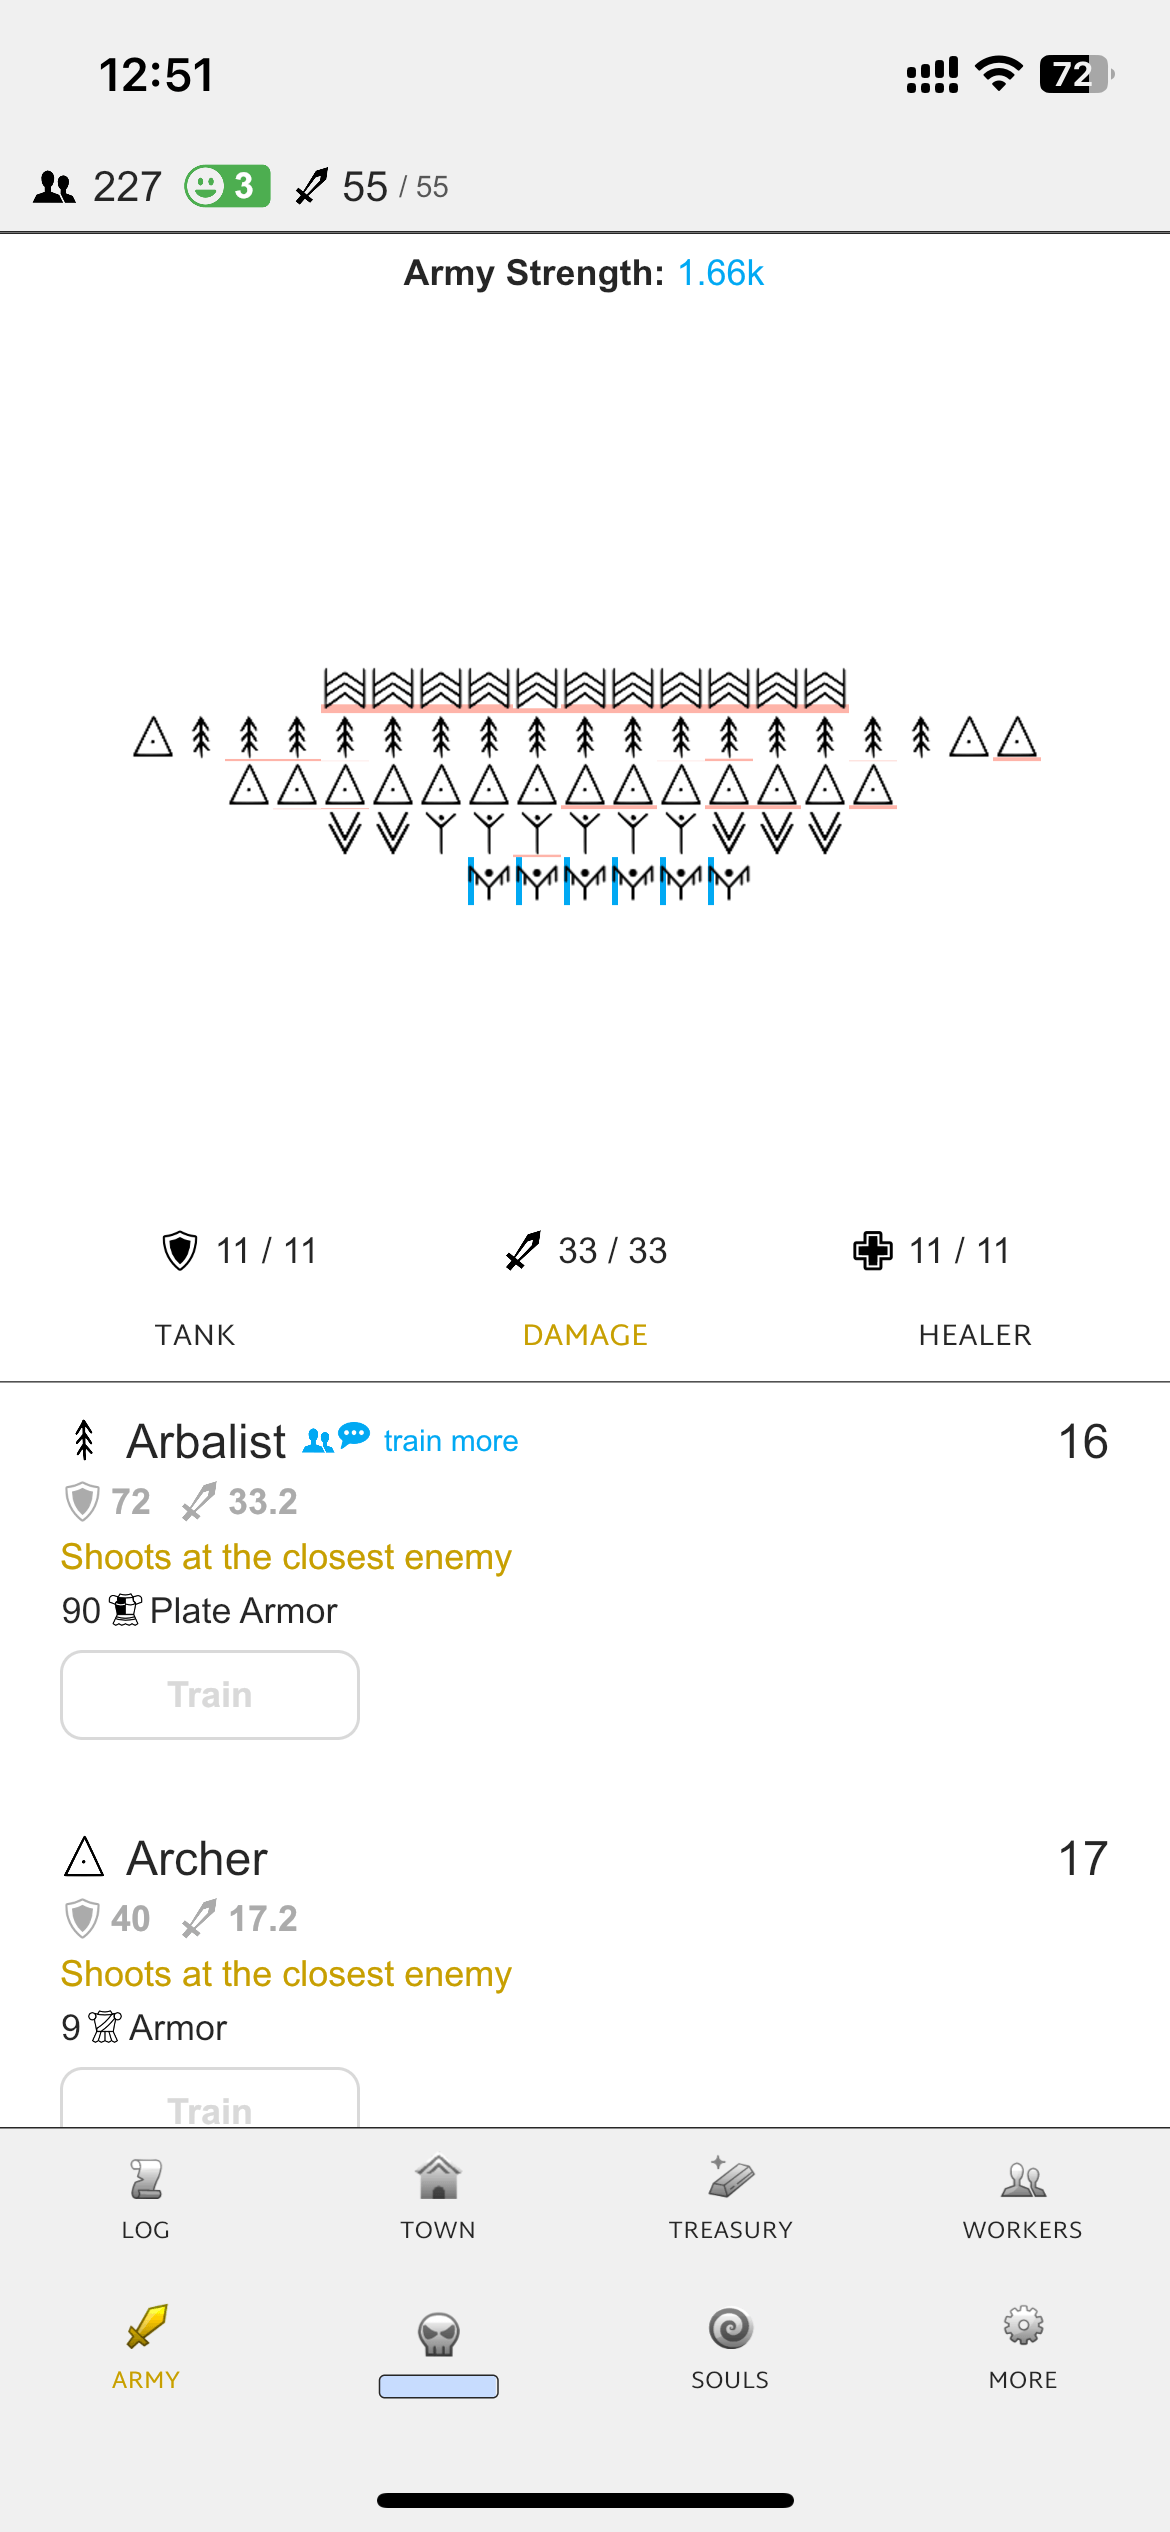 12:51
72
227 3 55 / 55
Army Strength: 1.66k
11 / 11 33 / 33 11 / 11
TANK DAMAGE HEALER
Arbalist train more 16
72 33.2
Shoots at the closest enemy
90 Plate Armor
Train
Archer 17
40 17.2
Shoots at the closest enemy
9 Armor
Train
LOG TOWN TREASURY WORKERS
ARMY SOULS MORE